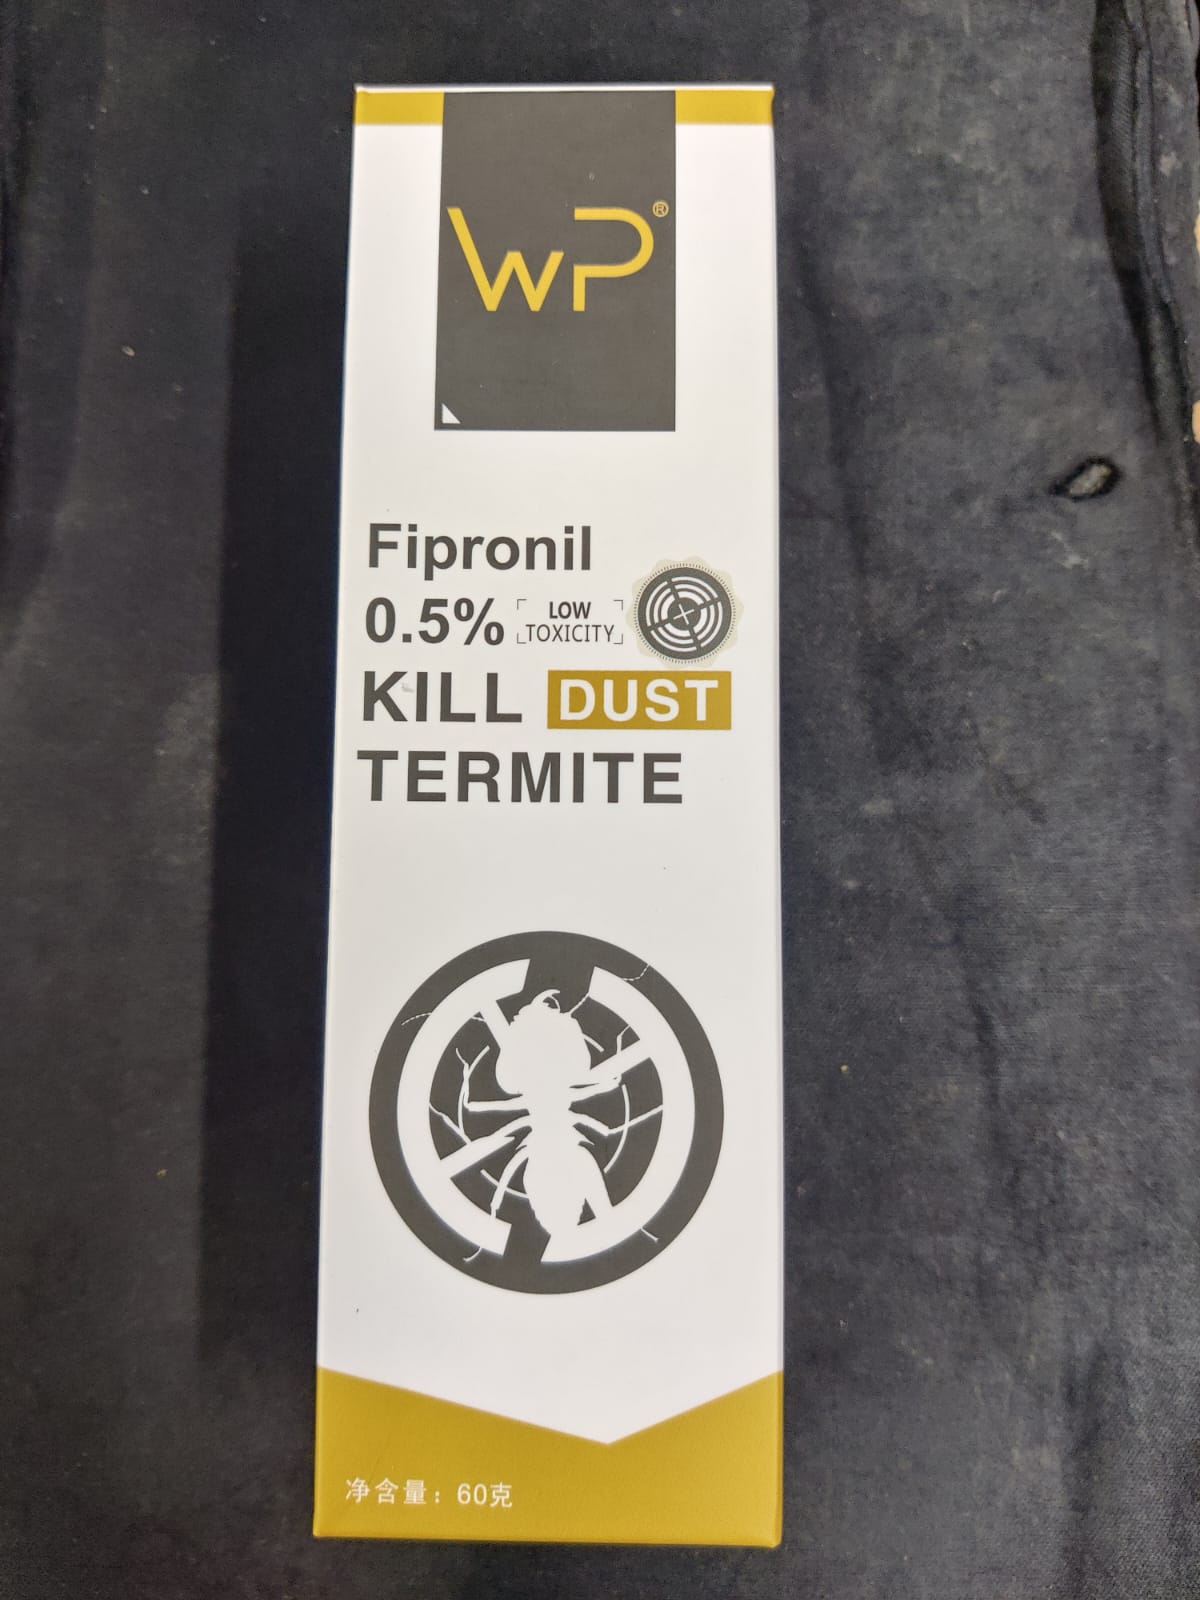 WP®
Fipronil
0.5% LOW TOXICITY
KILL DUST
TERMITE
净含量：60克